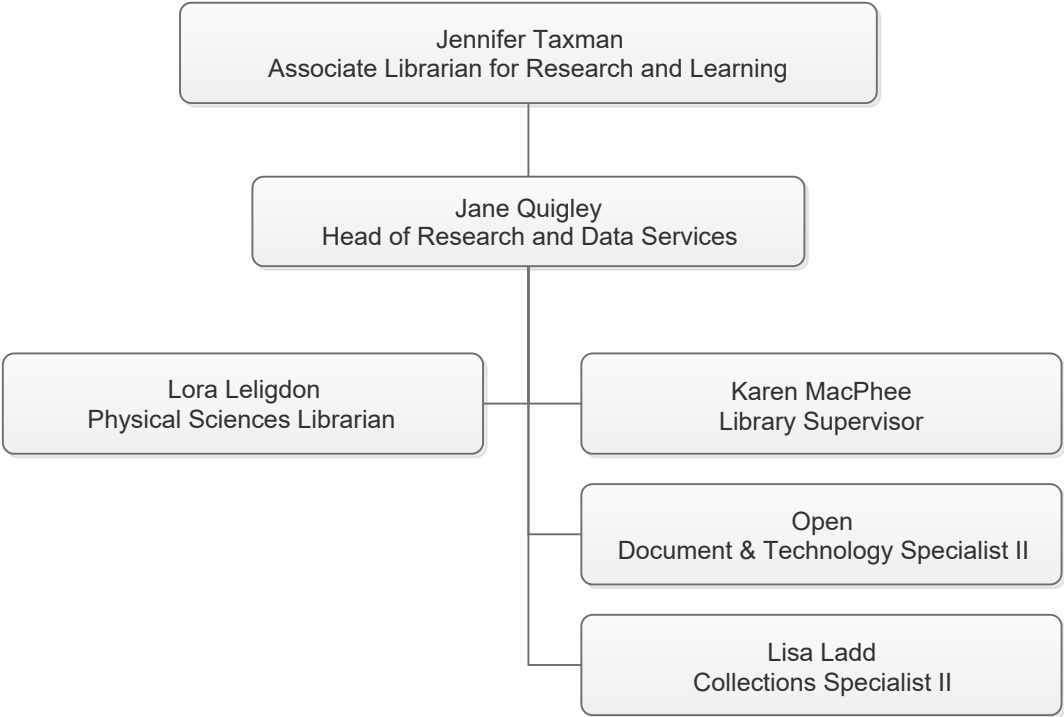 Jennifer Taxman
Associate Librarian for Research and Learning
Jane Quigley
Head of Research and Data Services
Lora Leligdon
Physical Sciences Librarian
Karen MacPhee
Library Supervisor
Open
Document & Technology Specialist II
Lisa Ladd
Collections Specialist II